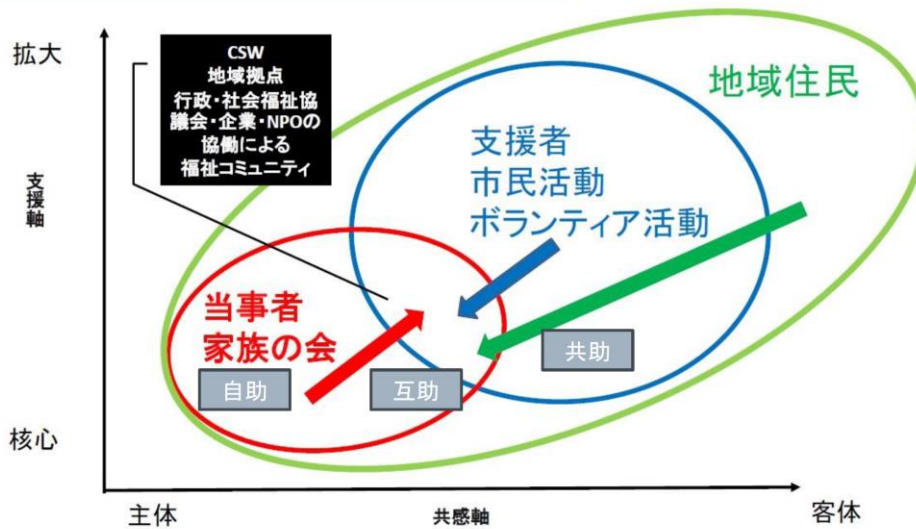 拡大
支援軸
核心
CSW
地域拠点
行政・社会福祉協
議会・企業・NPOの
協働による
福祉コミュニティ
地域住民
支援者
市民活動
ボランティア活動
当事者
家族の会
自助
互助
共助
主体
共感軸
客体